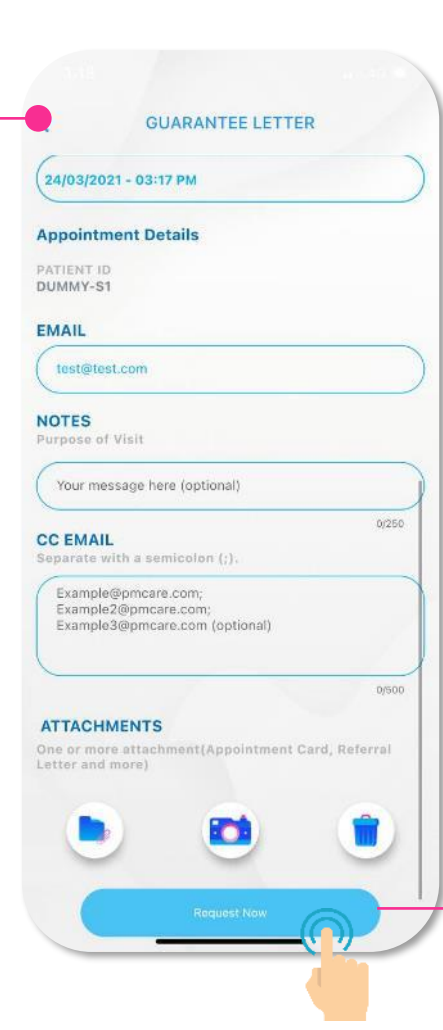 GUARANTEE LETTER
24/03/2021 - 03:17 PM
Appointment Details
PATIENT ID
DUMMY-S1
EMAIL
test@test.com
NOTES
Purpose of Visit
Your message here (optional)
0/250
CC EMAIL
Separate with a semicolon (;).
Example@pmcare.com;
Example2@pmcare.com;
Example3@pmcare.com (optional)
0/500
ATTACHMENTS
One or more attachment(Appointment Card, Referral
Letter and more)
Request Now